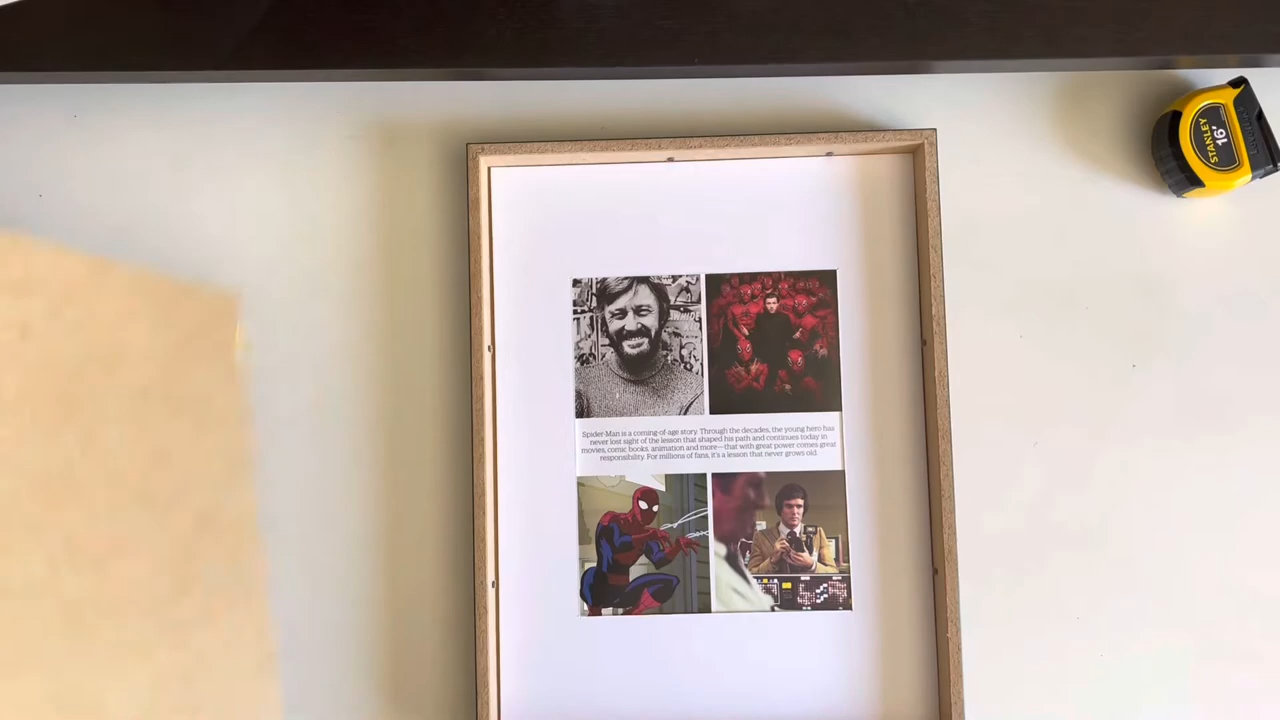 STANLEY
16'
WHIDE
KID
Spider-Man is a coming-of-age story. Through the decades, the young hero has
never lost sight of the lesson that shaped his path and continues today in
movies, comic books, animation and more—that with great power comes great
responsibility. For millions of fans, it's a lesson that never grows old.